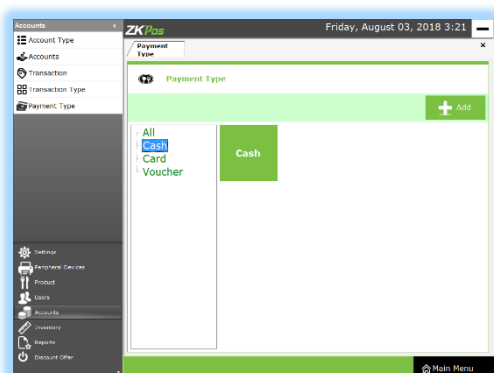 Accounts <
Account Type
Accounts
Transaction
Transaction Type
Payment Type
Settings
Peripheral Devices
Product
Users
Accounts
Inventory
Reports
Discount Offer
ZKPos
Friday, August 03, 2018 3:21
Payment
Type
×
Payment Type
Add
All
Cash
Card
Voucher
Cash
Main Menu